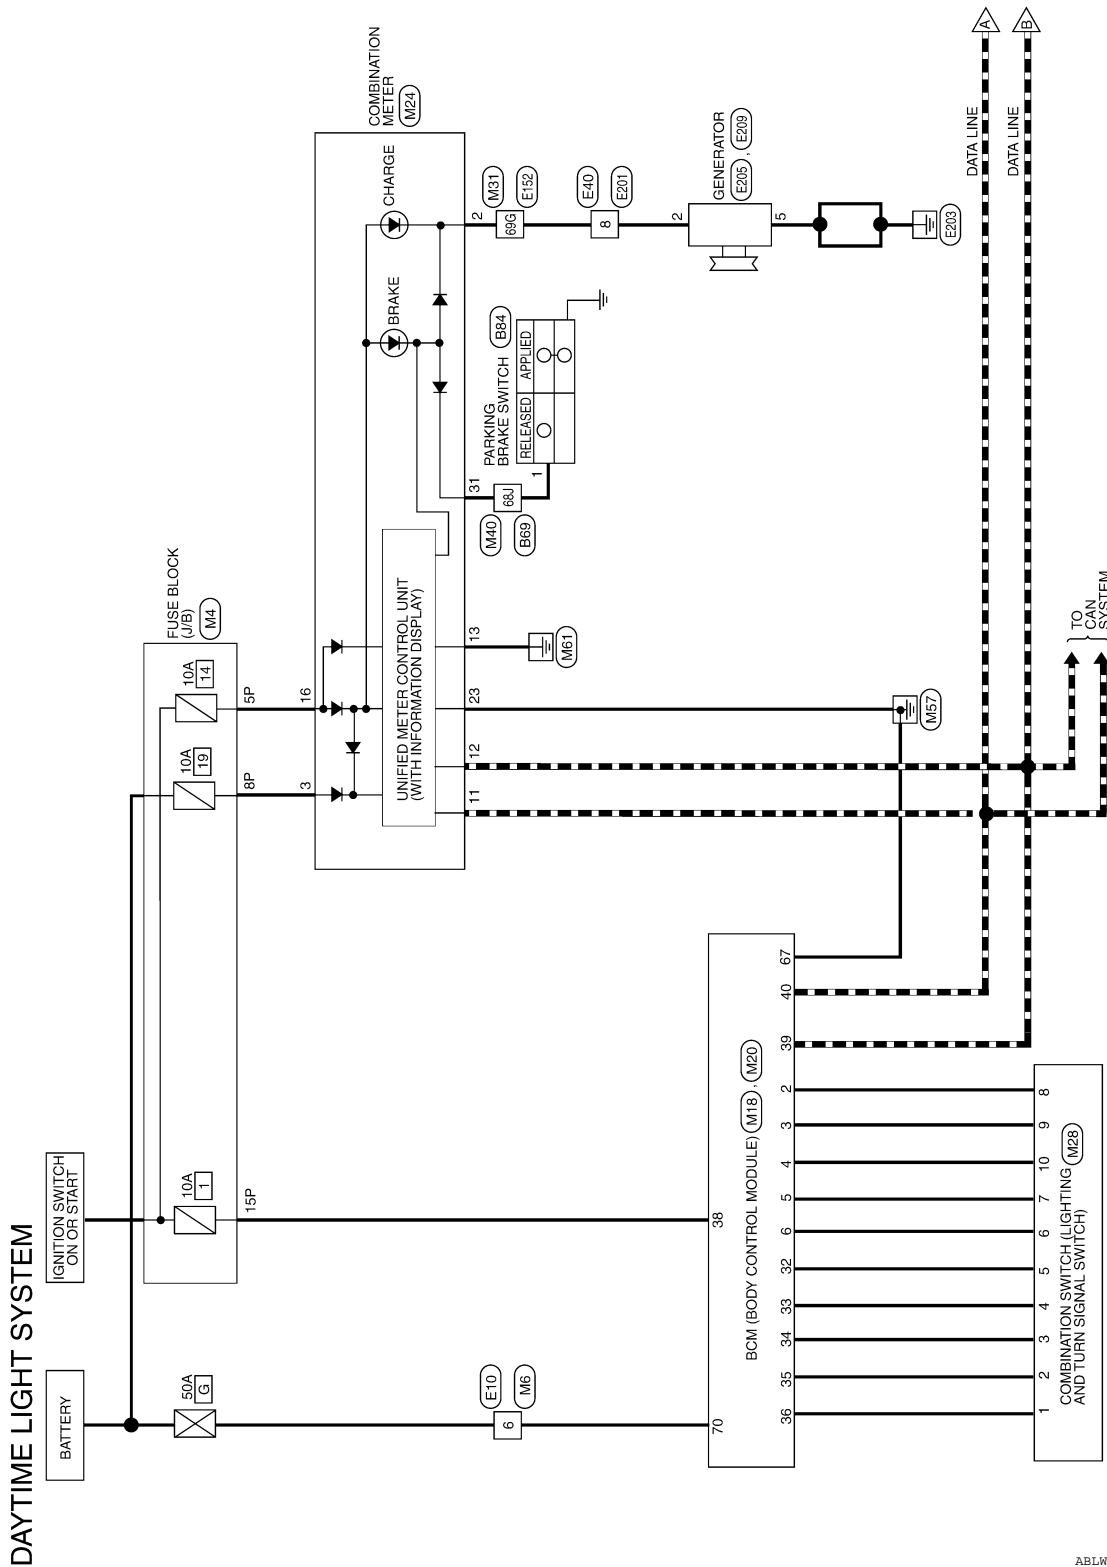 DAYTIME LIGHT SYSTEM
BATTERY
IGNITION SWITCH
ON OR START
50A
G
10A
1
10A
19
10A
14
FUSE BLOCK
(J/B)
M4
15P
8P
5P
3
16
COMBINATION
METER
M24
BRAKE
CHARGE
UNIFIED METER CONTROL UNIT
(WITH INFORMATION DISPLAY)
11
12
23
13
31
2
E10
6
M6
M61
M40
68J
B69
1
PARKING
BRAKE SWITCH
B84
RELEASED
APPLIED
M31
69G
E152
E40
8
E201
GENERATOR
E205 , E209
2
5
E203
M57
70
38
BCM (BODY CONTROL MODULE) M18 , M20
36
35
34
33
32
6
5
4
3
2
39
40
67
1
2
3
4
5
6
7
10
9
8
COMBINATION SWITCH (LIGHTING
AND TURN SIGNAL SWITCH)
M28
DATA LINE
A
DATA LINE
B
TO
CAN
SYSTEM
ABLW